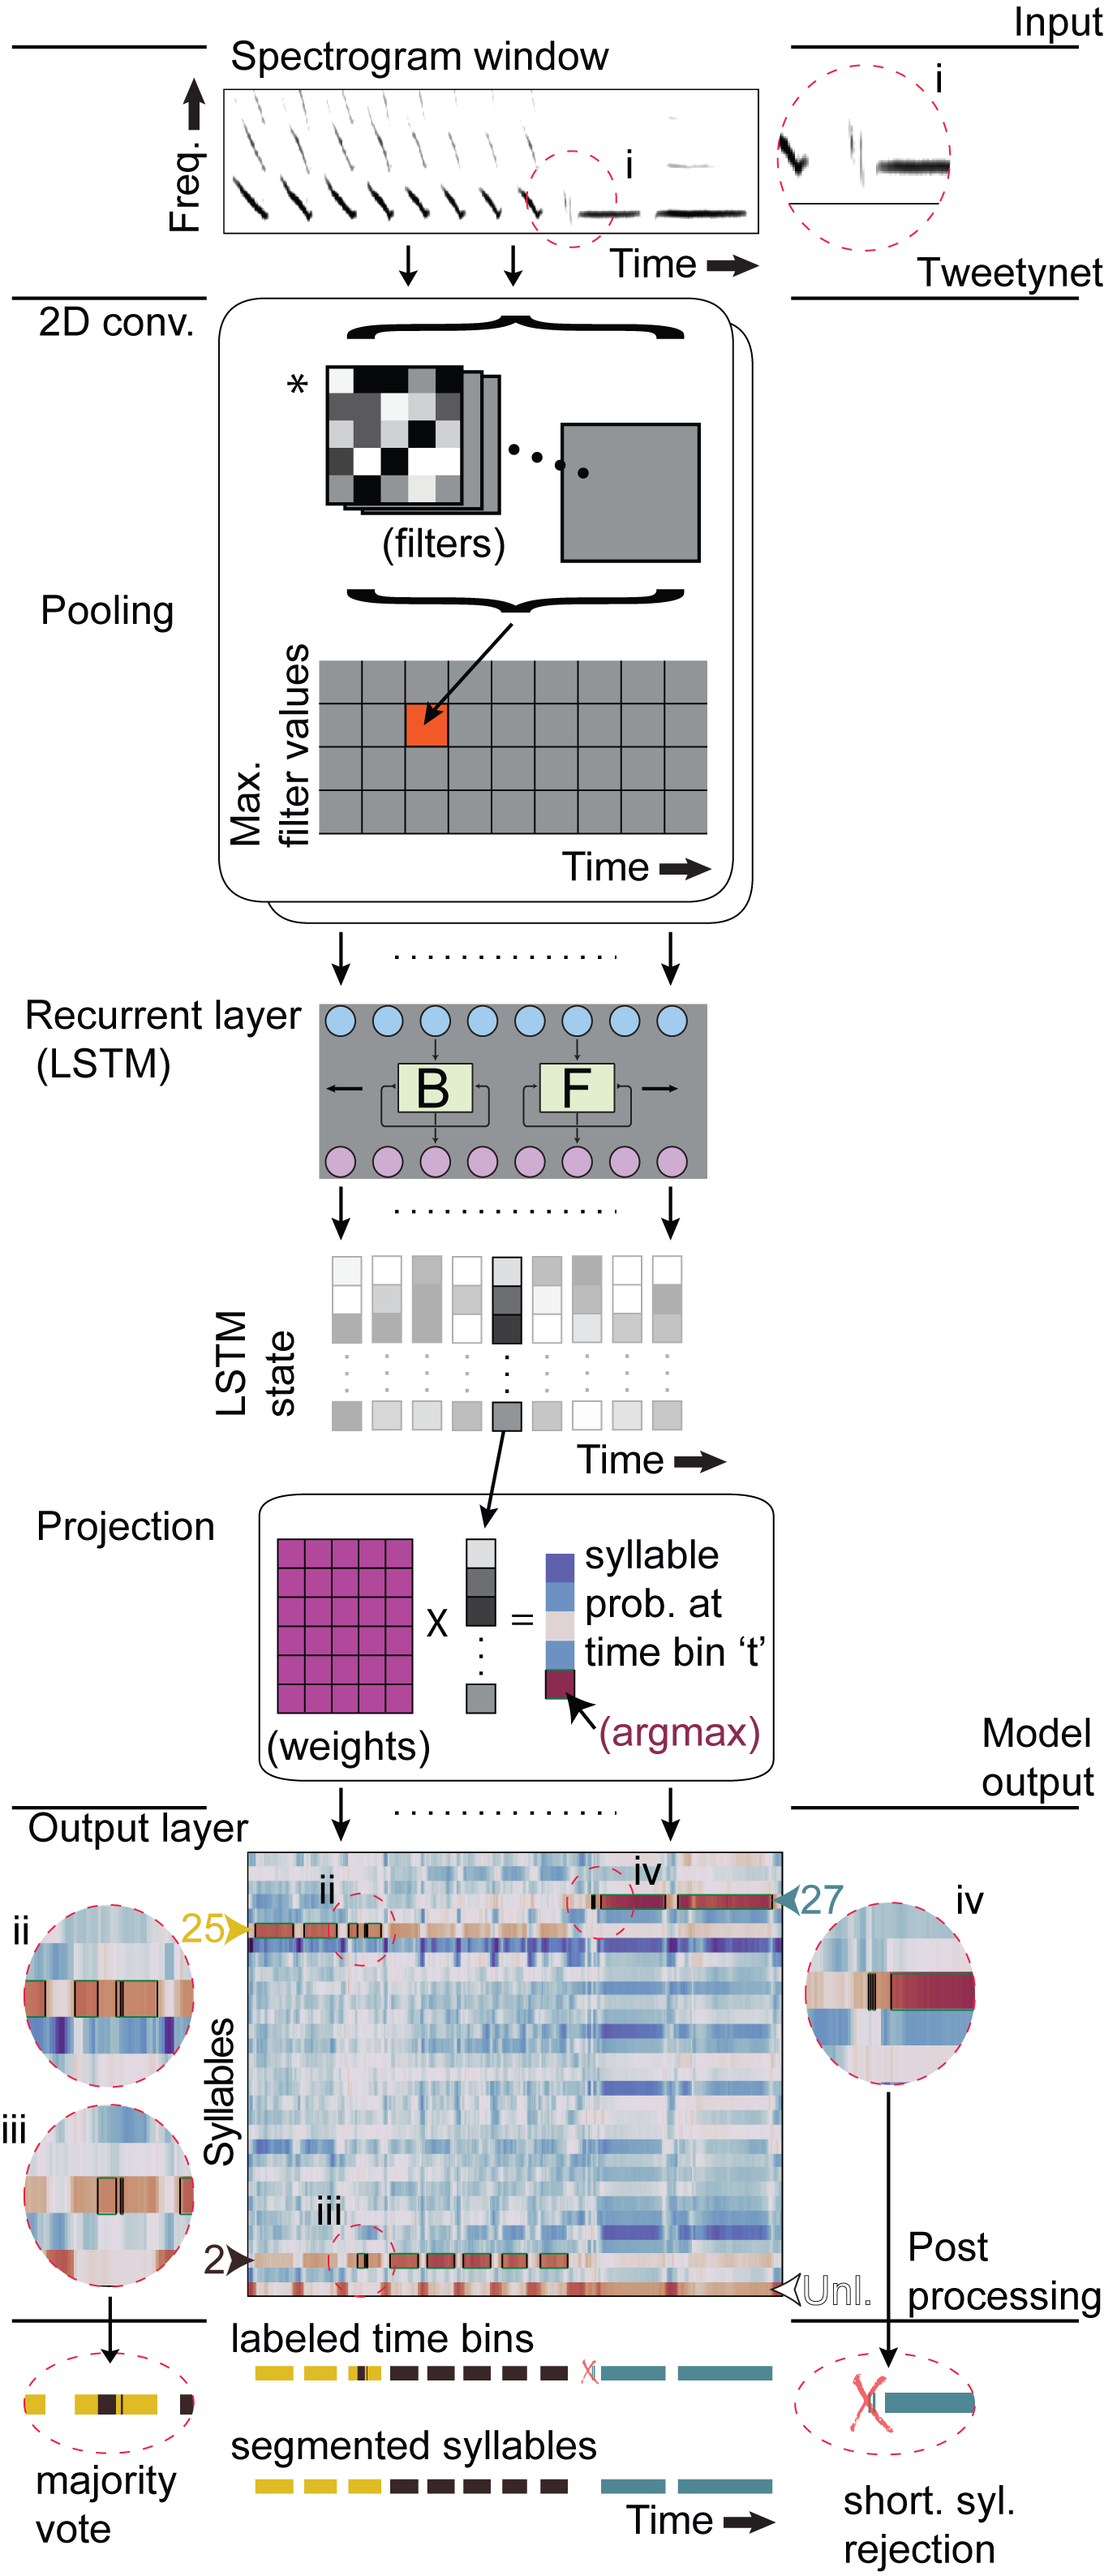 Input
Spectrogram window
i
i
Freq.
Time
Tweetynet
2D conv.
*
(filters)
Pooling
Max.
filter values
Time
Recurrent layer
(LSTM)
B
F
LSTM
state
Time
Projection
X
=
syllable
prob. at
time bin ‘t’
(argmax)
(weights)
Model
output
Output layer
ii
iv
ii
25
27
iv
Syllables
iii
iii
2
Unl.
Post
processing
labeled time bins
X
X
segmented syllables
majority
vote
Time
short. syl.
rejection